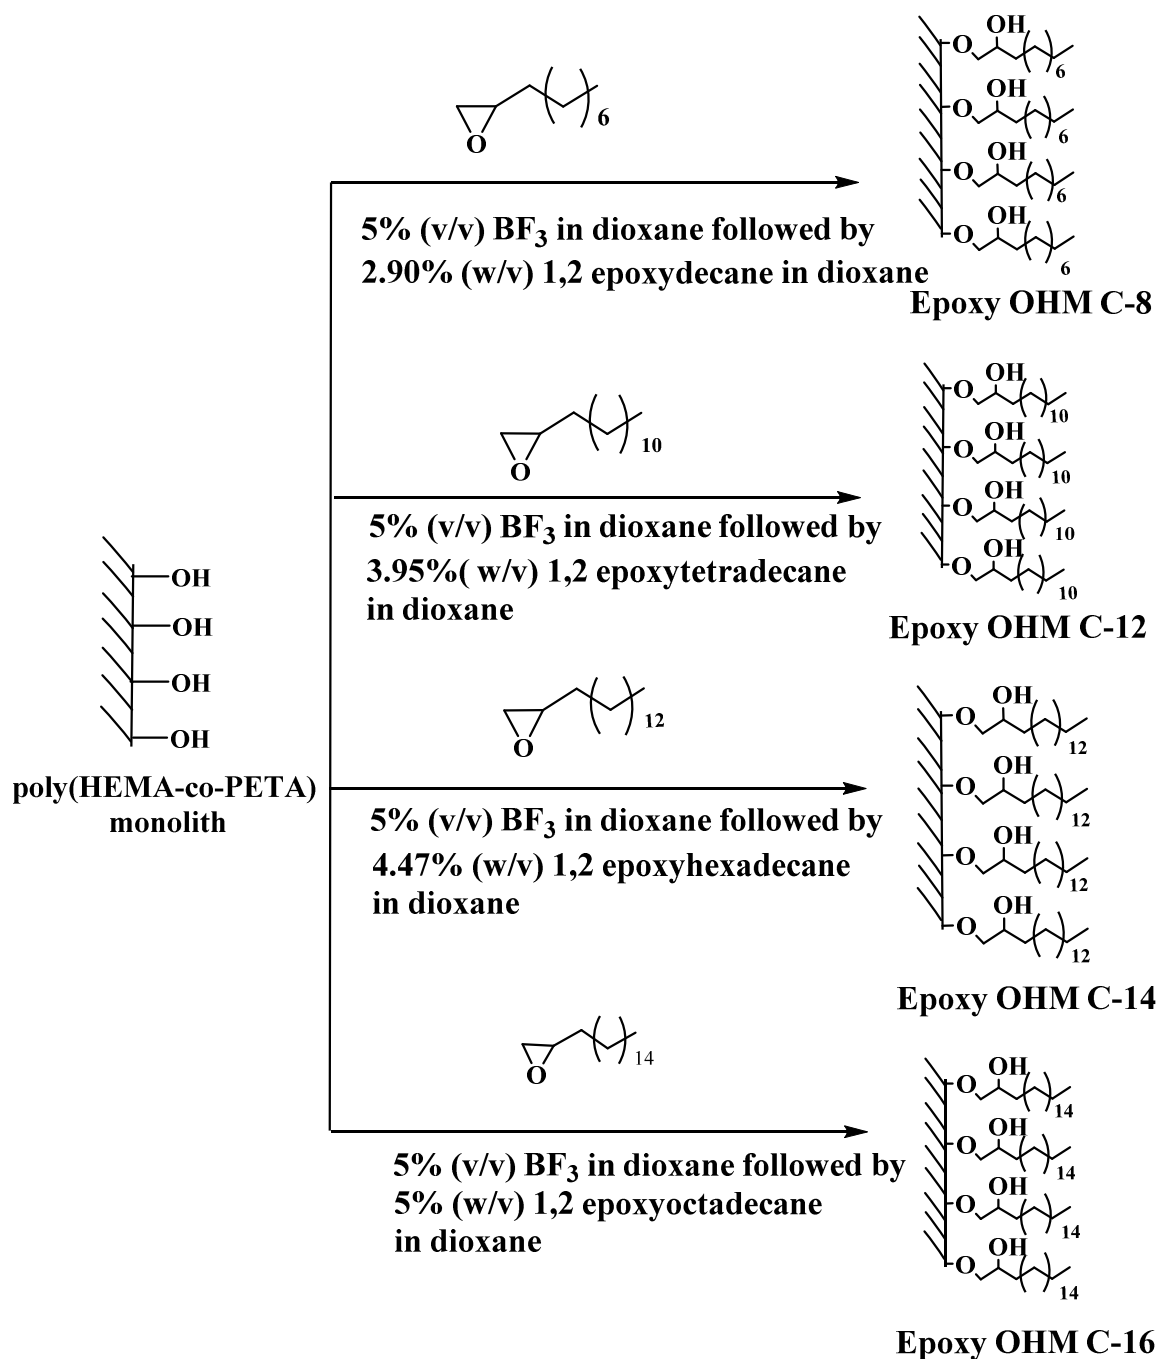 OH
O
OH
6
O
OH
6
O
OH
6
O
6
Epoxy OHM C-8
O
6
5% (v/v) BF3 in dioxane followed by
2.90% (w/v) 1,2 epoxydecane in dioxane
OH
O
10
OH
O
10
OH
O
10
OH
O
10
Epoxy OHM C-12
O
10
5% (v/v) BF3 in dioxane followed by
3.95%( w/v) 1,2 epoxytetradecane
in dioxane
OH
OH
OH
OH
poly(HEMA-co-PETA)
monolith
O
12
5% (v/v) BF3 in dioxane followed by
4.47% (w/v) 1,2 epoxyhexadecane
in dioxane
OH
O
12
OH
O
12
OH
O
12
OH
O
12
Epoxy OHM C-14
O
14
5% (v/v) BF3 in dioxane followed by
5% (w/v) 1,2 epoxyoctadecane
in dioxane
OH
O
14
OH
O
14
OH
O
14
OH
O
14
Epoxy OHM C-16